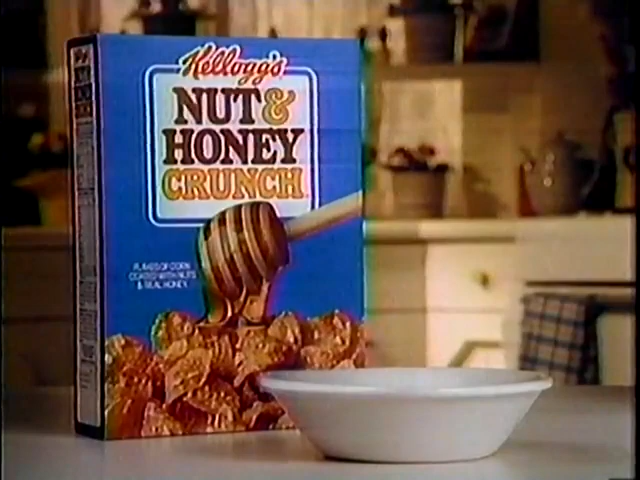 Kellogg's
NUT &
HONEY
CRUNCH
FLAKES OF CORN
COATED WITH NUTS
& REAL HONEY